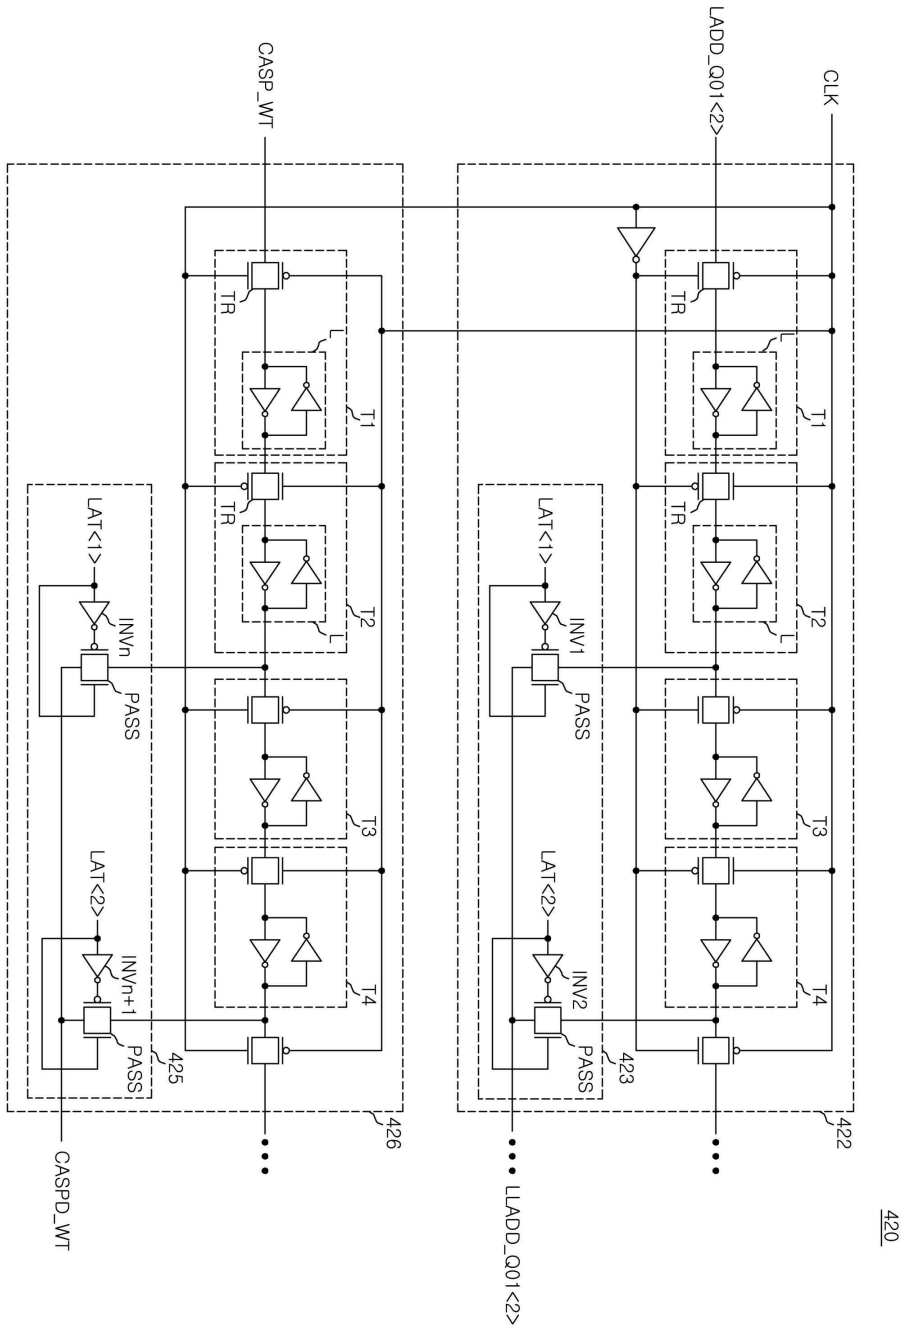 420
CLK
LADD_Q01<2>
422
T1
T2
T3
T4
L
L
TR
TR
423
LAT<1>
INV1
PASS
LAT<2>
INV2
PASS
LLADD_Q01<2>
CASP_WT
426
T1
T2
T3
T4
L
L
TR
TR
425
LAT<1>
INVn
PASS
LAT<2>
INVn+1
PASS
CASPD_WT